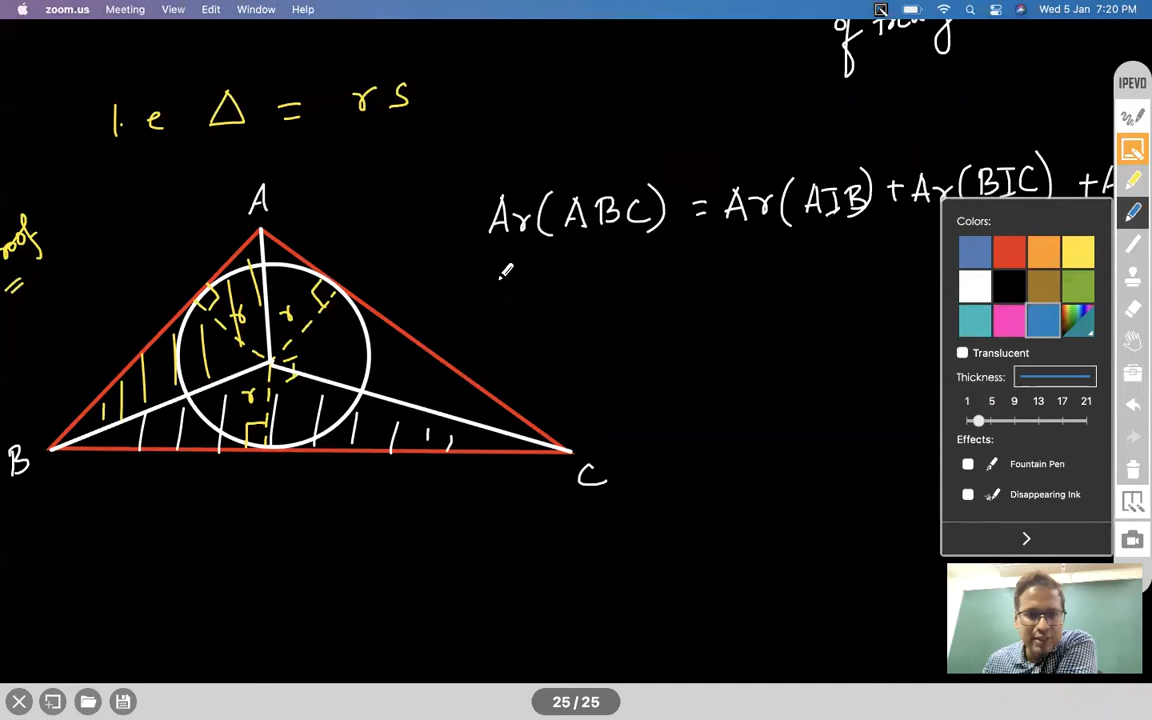 zoom.us Meeting View Edit Window Help Wed 5 Jan 7:20 PM
of
I.e Δ = r s
IPEVO
Ar(ABC) = Ar(AIB) + Ar(BIC) + A
A
=
Colors:
r r
I
r
Translucent
Thickness:
1 5 9 13 17 21
B
C
Effects:
Fountain Pen
Disappearing Ink
25 / 25